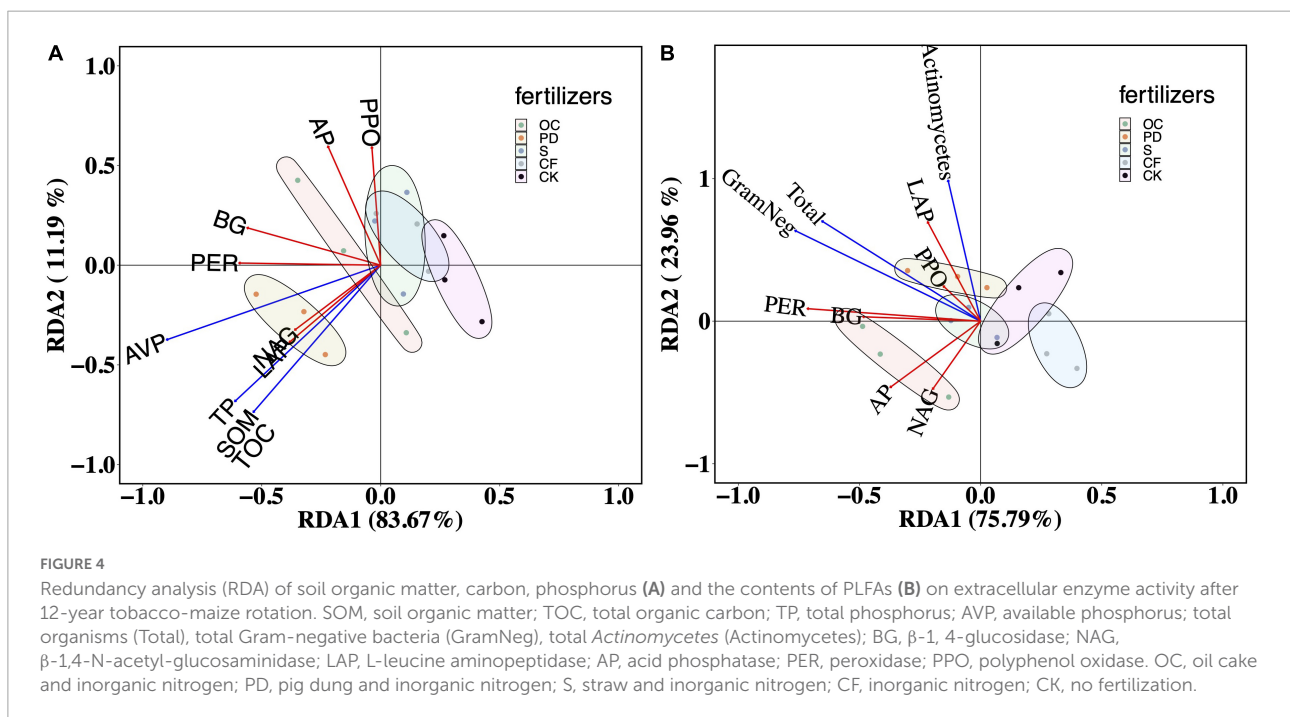 A
B
1.0
0.5
0.0
−0.5
−1.0
RDA2 ( 11.19 %)
−1.0
−0.5
0.0
0.5
1.0
RDA1 (83.67%)
PPO
AP
BG
PER
AVP
NAG
LAP
TP
SOM
TOC
fertilizers
OC
PD
S
CF
CK
1
0
−1
RDA2 ( 23.96 %)
−1.0
−0.5
0.0
0.5
1.0
RDA1 (75.79%)
Actinomycetes
LAP
Total
GramNeg
PPO
PER
BG
AP
NAG
fertilizers
OC
PD
S
CF
CK
FIGURE 4
Redundancy analysis (RDA) of soil organic matter, carbon, phosphorus (A) and the contents of PLFAs (B) on extracellular enzyme activity after
12-year tobacco-maize rotation. SOM, soil organic matter; TOC, total organic carbon; TP, total phosphorus; AVP, available phosphorus; total
organisms (Total), total Gram-negative bacteria (GramNeg), total Actinomycetes (Actinomycetes); BG, β-1, 4-glucosidase; NAG,
β-1,4-N-acetyl-glucosaminidase; LAP, L-leucine aminopeptidase; AP, acid phosphatase; PER, peroxidase; PPO, polyphenol oxidase. OC, oil cake
and inorganic nitrogen; PD, pig dung and inorganic nitrogen; S, straw and inorganic nitrogen; CF, inorganic nitrogen; CK, no fertilization.